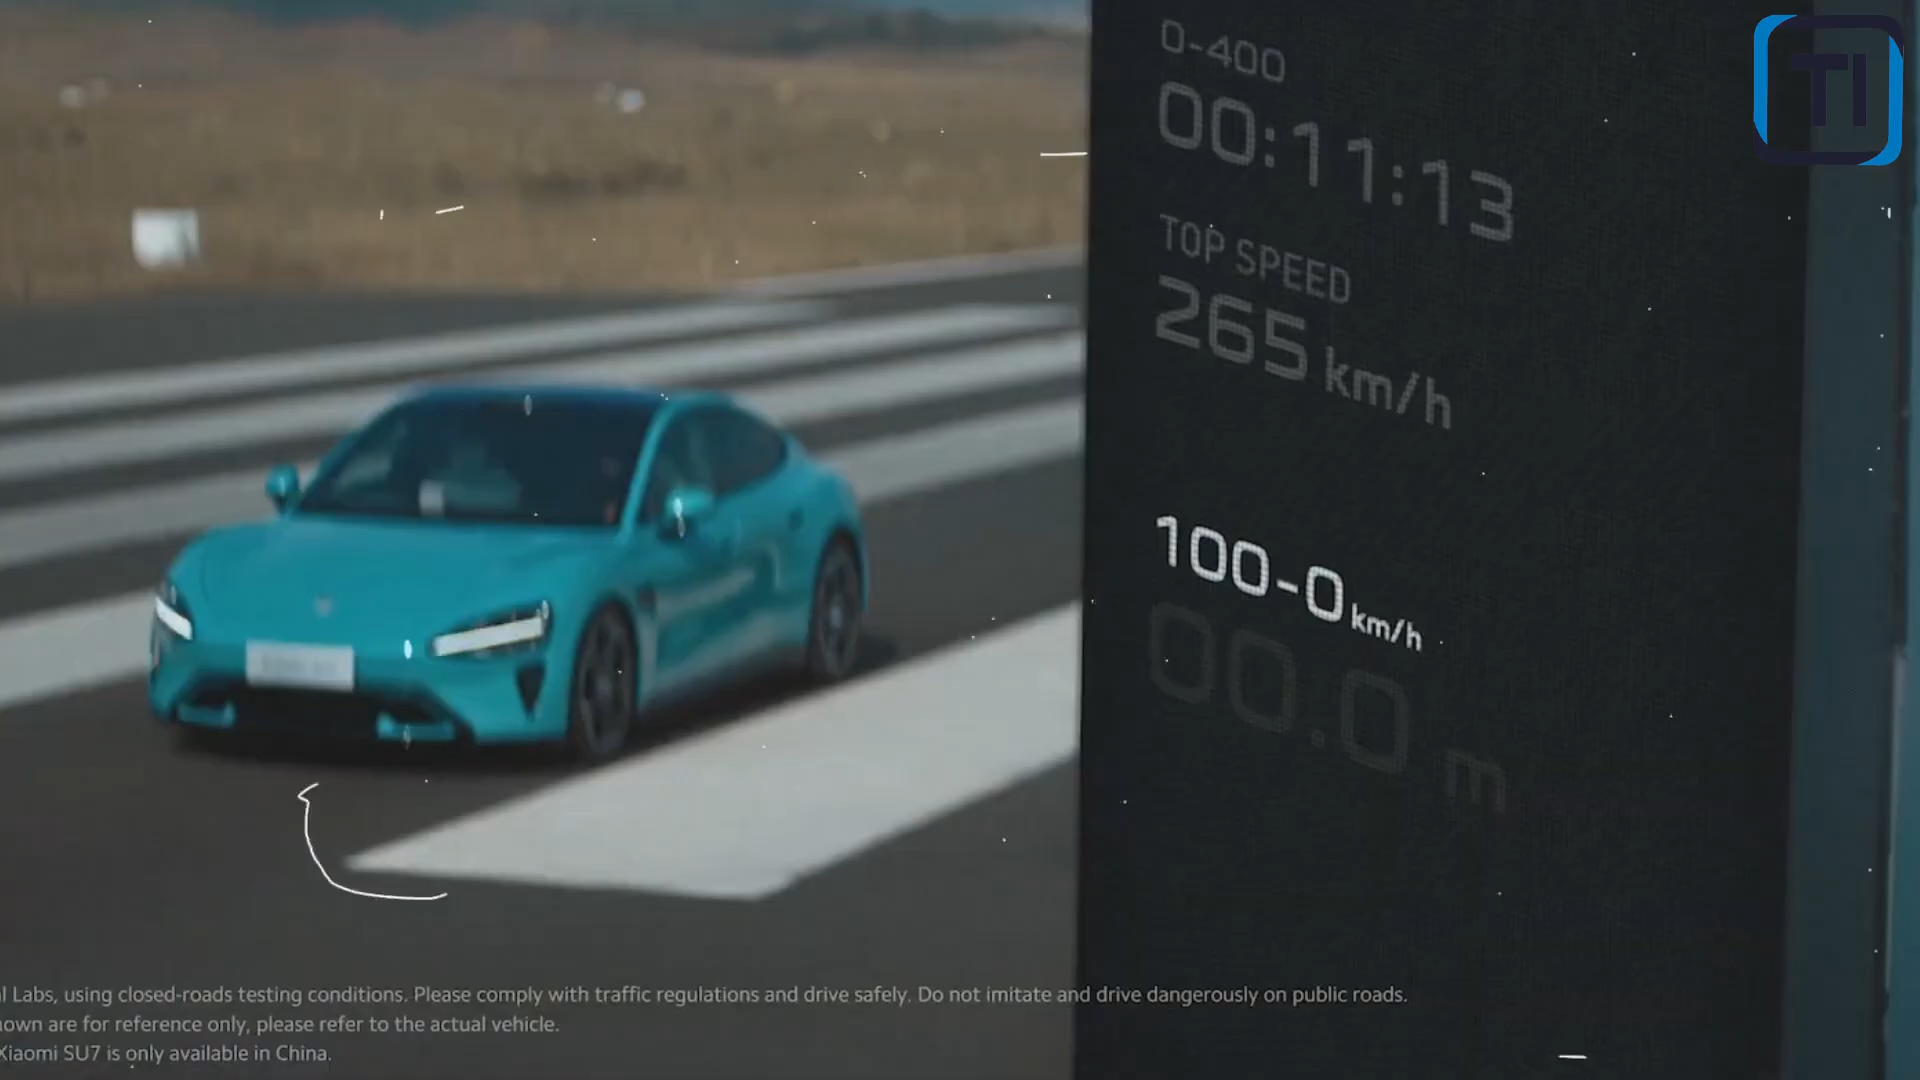 TI
0-400
00:11:13
TOP SPEED
265 km/h
100-0 km/h
00.0 m
Labs, using closed-roads testing conditions. Please comply with traffic regulations and drive safely. Do not imitate and drive dangerously on public roads.
are for reference only, please refer to the actual vehicle.
Xiaomi SU7 is only available in China.